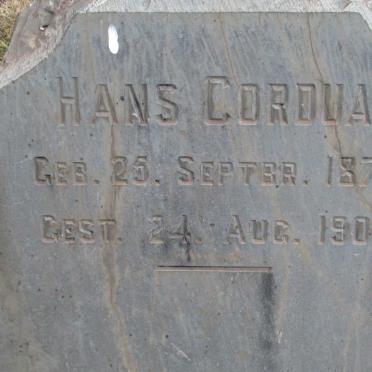 HANS CORDUA
GEB. 25. SEPTBR. 187
GEST. 24. AUG. 190